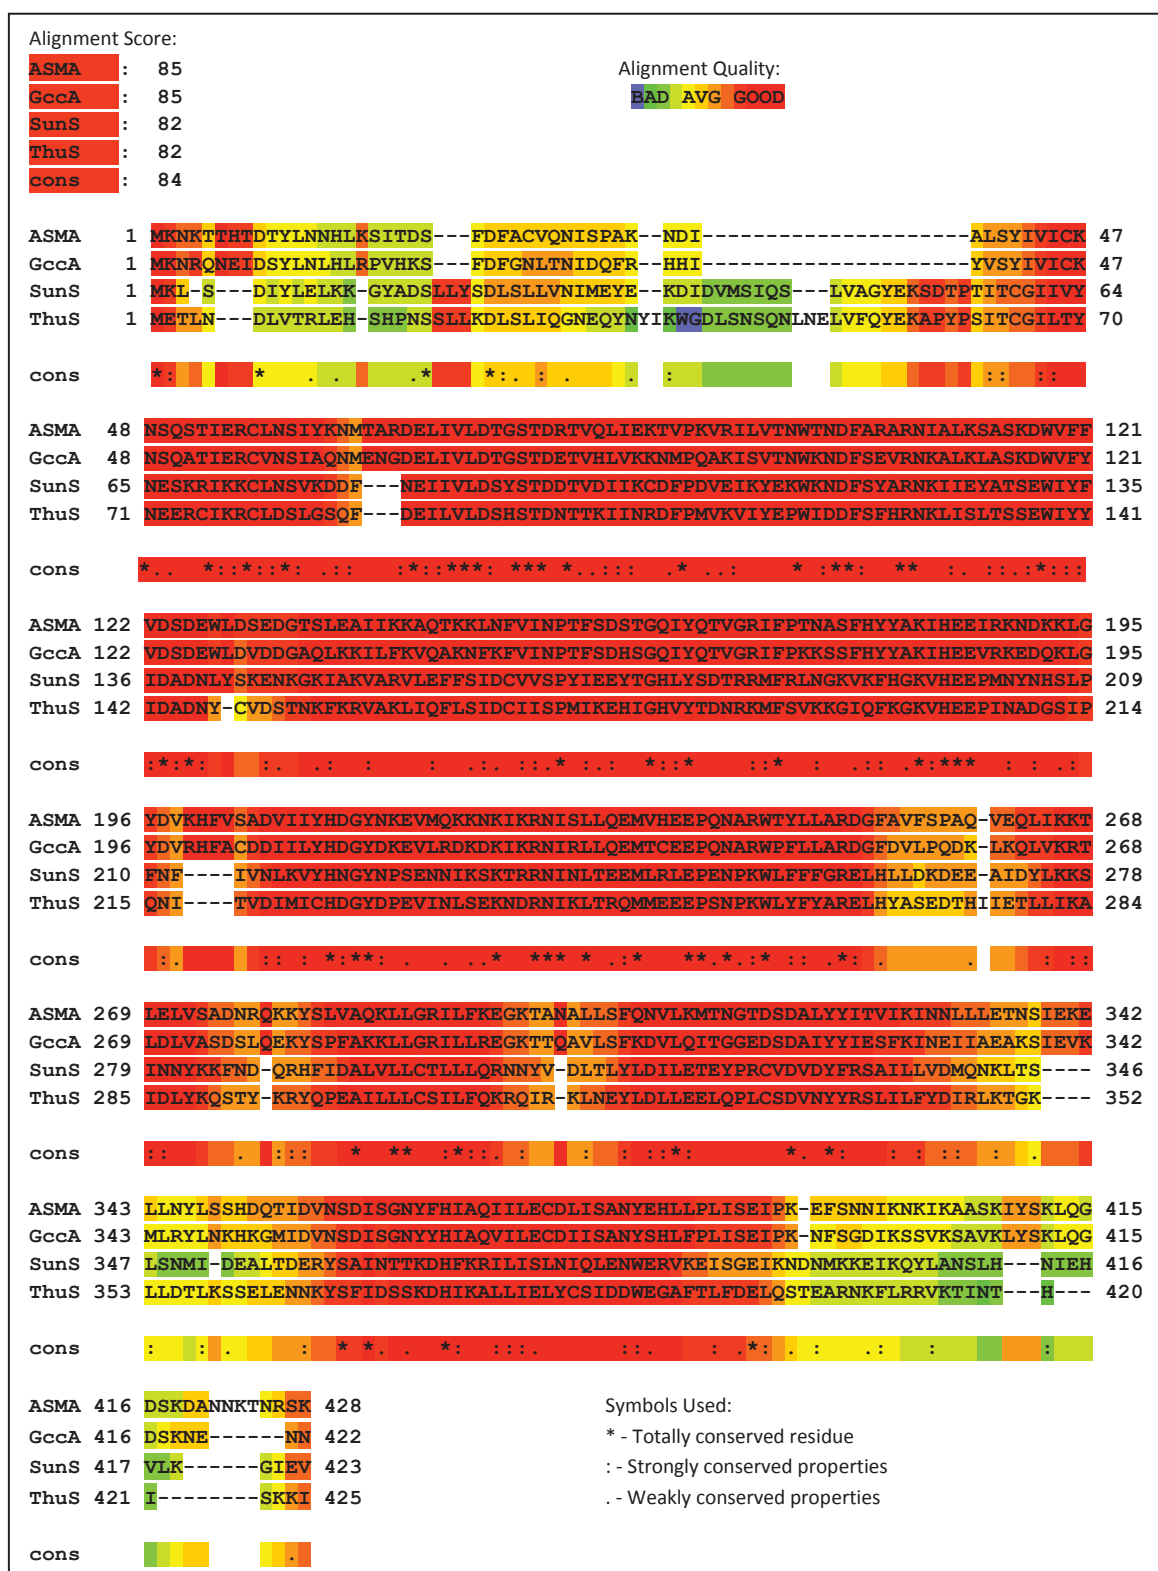 Alignment Score:
ASMA : 85
GccA : 85
SunS : 82
ThuS : 82
cons : 84
Alignment Quality:
BAD AVG GOOD
ASMA 1 MKNKTTHTDTYLNNHLKSITDS---FDFACVQNISPAK--NDI---------------------ALSYIVICK 47
GccA 1 MKNRQNEIDSYLNLHLRPVHKS---FDFGNLTNIDQFR--HHI---------------------YVSYIVICK 47
SunS 1 MKL-S---DIYLELKK-GYADSLLYSDLSLLVNIMEYE--KDIDVMSIQS---LVAGYEKSDTPTITCGIIVY 64
ThuS 1 METLN---DLVTRLEH-SHPNSSLLKDLSLIQGNEQYNYIKWGDLSNSQNLNELVFQYEKAPYPSITCGILTY 70
cons *: * . . .* *:. : . . : :: ::
ASMA 48 NSQSTIERCLNSIYKNMTARDELIVLDTGSTDRTVQLIEKTVPKVRILVTNWTNDFARARNIALKSASKDWVFF 121
GccA 48 NSQATIERCVNSIAQNMENGDELIVLDTGSTDETVHLVKKNMPQAKISVTNWKNDFSEVRNKALKLASKDWVFY 121
SunS 65 NESKRIKKCLNSVKDDF---NEIIVLDSYSTDDTVDIIKCDFPDVEIKYEKWKNDFSYARNKIIEYATSEWIYF 135
ThuS 71 NEERCIKRCLDSLGSQF---DEILVLDSHSTDNTTKIINRDFPMVKVIYEPWIDDFSFHRNKLISLTSSEWIYY 141
cons *.. *::*::*: .:: :*::***: *** *..::: .* ..: * :**: ** :. ::.:*:::
ASMA 122 VDSDEWLDSEDGTSLEAIIKKAQTKKLNFVINPTFSDSTGQIYQTVGRIFPTNASFHYYAKIHEEIRKNDKKLG 195
GccA 122 VDSDEWLDVDDGAQLKKILFKVQAKNFKFVINPTFSDHSGQIYQTVGRIFPKKSSFHYYAKIHEEVRKEDQKLG 195
SunS 136 IDADNLYSKENKGKIAKVARVLEFFSIDCVVSPYIEEYTGHLYSDTRRMFRLNGKVKFHGKVHEEPMNYNHSLP 209
ThuS 142 IDADNY-CVDSTNKFKRVAKLIQFLSIDCIISPMIKEHIGHVYTDNRKMFSVKKGIQFKGKVHEEPINADGSIP 214
cons :*:*: :. .: : : .:. ::.* :.: *::* ::* : .:: .*:*** : : .:
ASMA 196 YDVKHFVSADVIIYHDGYNKEVMQKKNKIKRNISLLQEMVHEEPQNARWTYLLARDGFAVFSPAQ-VEQLIKKT 268
GccA 196 YDVRHFACDDIILYHDGYDKEVLRDKDKIKRNIRLLQEMTCEEPQNARWPFLLARDGFDVLPQDK-LKQLVKRT 268
SunS 210 FNF----IVNLKVYHNGYNPSENNIKSKTRRNINLTEEMLRLEPENPKWLFFFGRELHLLDKDEE-AIDYLKKS 278
ThuS 215 QNI----TVDIMICHDGYDPEVINLSEKNDRNIKLTRQMMEEEPSNPKWLYFYARELHYASEDTHIIETLLIKA 284
cons :. :: : *:**: . . ..* *** * .:* **.*.:* :: .*: . . : ::
ASMA 269 LELVSADNRQKKYSLVAQKLLGRILFKEGKTANALLSFQNVLKMTNGTDSDALYYITVIKINNLLLETNSIEKE 342
GccA 269 LDLVASDSLQEKYSPFAKKLLGRILLREGKTTQAVLSFKDVLQITGGEDSDAIYYIESFKINEIIAEAKSIEVK 342
SunS 279 INNYKKFND-QRHFIDALVLLCTLLLQRNNYV-DLTLYLDILETEYPRCVDVDYFRSAILLVDMQNKLTS---- 346
ThuS 285 IDLYKQSTY-KRYQPEAILLLCSILFQKRQIR-KLNEYLDLLEELQPLCSDVNYYRSLILFYDIRLKTGK---- 352
cons :: . ::: * ** :*::. : : : ::*: *. *: : :: : .
ASMA 343 LLNYLSSHDQTIDVNSDISGNYFHIAQIILECDLISANYEHLLPLISEIPK-EFSNNIKNKIKAASKIYSKLQG 415
GccA 343 MLRYLNKHKGMIDVNSDISGNYYHIAQVILECDIISANYSHLFPLISEIPK-NFSGDIKSSVKSAVKLYSKLQG 415
SunS 347 LSNMI-DEALTDERYSAINTTKDHFKRILISLNIQLENWERVKEISGEIKNDNMKKEIKQYLANSLH---NIEH 416
ThuS 353 LLDTLKSSELENNKYSFIDSSKDHIKALLIELYCSIDDWEGAFTLFDELQSTEARNKFLRRVKTINT---H--- 420
cons : :. : * *. . *: :::. ::. : .*: . : .: : :
ASMA 416 DSKDANNKTNRSK 428
GccA 416 DSKNE------NN 422
SunS 417 VLK------GIEV 423
ThuS 421 I--------SKKI 425
cons .
Symbols Used:
* - Totally conserved residue
: - Strongly conserved properties
. - Weakly conserved properties